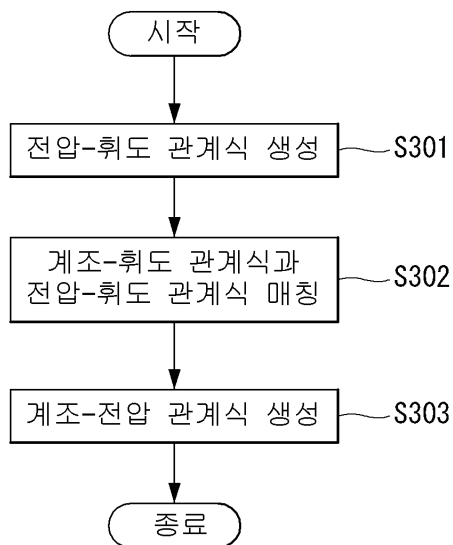 시작
전압-휘도 관계식 생성
S301
계조-휘도 관계식과
전압-휘도 관계식 매칭
S302
계조-전압 관계식 생성
S303
종료